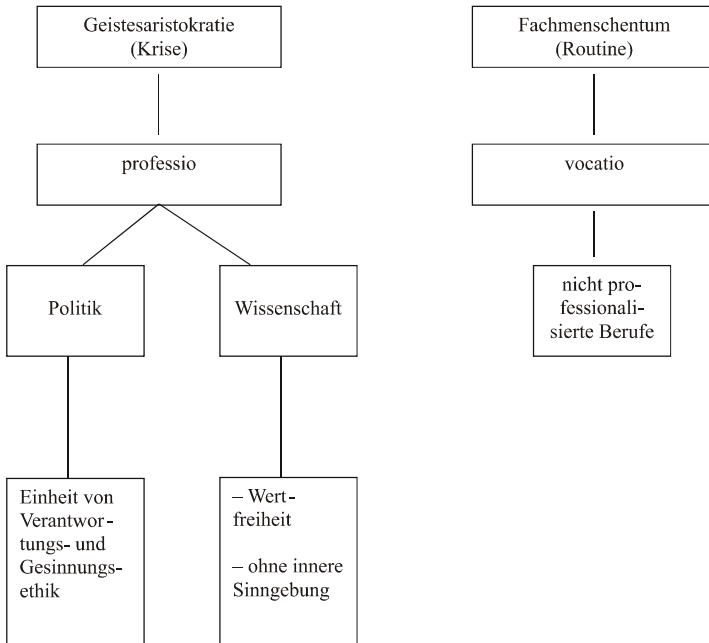 Geistesaristokratie
(Krise)
Fachmenschentum
(Routine)
professio
vocatio
Politik
Wissenschaft
nicht pro-
fessionali-
sierte Berufe
Einheit von
Verantwor-
tungs- und
Gesinnungs-
ethik
– Wert-
freiheit
– ohne innere
Sinngebung